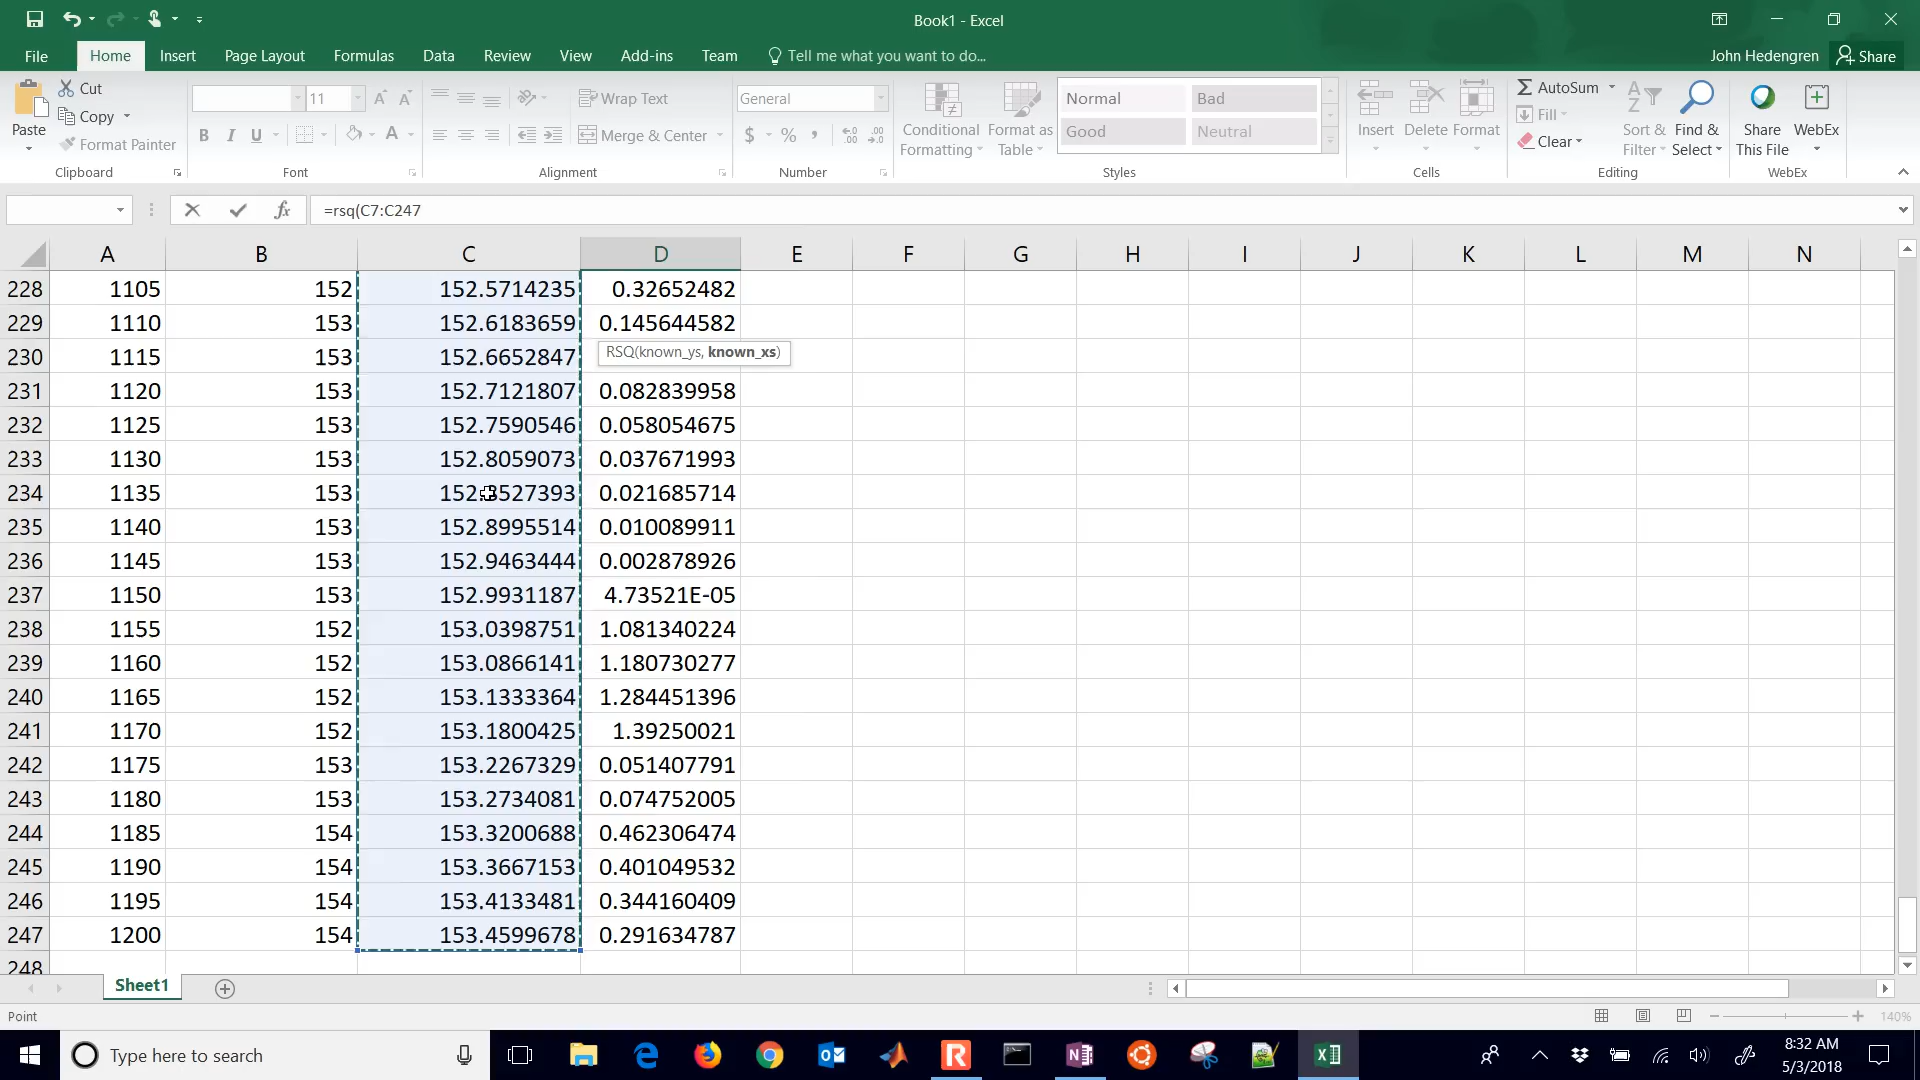 Book1 - Excel
File Home Insert Page Layout Formulas Data Review View Add-ins Team Tell me what you want to do... John Hedengren Share
Paste
Cut
Copy
Format Painter
Clipboard
11
B I U
Font
Wrap Text
Merge & Center
Alignment
General
$ % ,
Number
Conditional Formatting
Format as Table
Normal Bad
Good Neutral
Styles
Insert Delete Format
Cells
AutoSum
Fill
Clear
Sort & Filter
Find & Select
Editing
Share This File
WebEx
WebEx
fx =rsq(C7:C247
A B C D E F G H I J K L M N
228 1105 152 152.5714235 0.32652482
229 1110 153 152.6183659 0.145644582
230 1115 153 152.6652847
RSQ(known_ys, known_xs)
231 1120 153 152.7121807 0.082839958
232 1125 153 152.7590546 0.058054675
233 1130 153 152.8059073 0.037671993
234 1135 153 152.8527393 0.021685714
235 1140 153 152.8995514 0.010089911
236 1145 153 152.9463444 0.002878926
237 1150 153 152.9931187 4.73521E-05
238 1155 152 153.0398751 1.081340224
239 1160 152 153.0866141 1.180730277
240 1165 152 153.1333364 1.284451396
241 1170 152 153.1800425 1.39250021
242 1175 153 153.2267329 0.051407791
243 1180 153 153.2734081 0.074752005
244 1185 154 153.3200688 0.462306474
245 1190 154 153.3667153 0.401049532
246 1195 154 153.4133481 0.344160409
247 1200 154 153.4599678 0.291634787
248
Sheet1
Point 140%
Type here to search
8:32 AM
5/3/2018